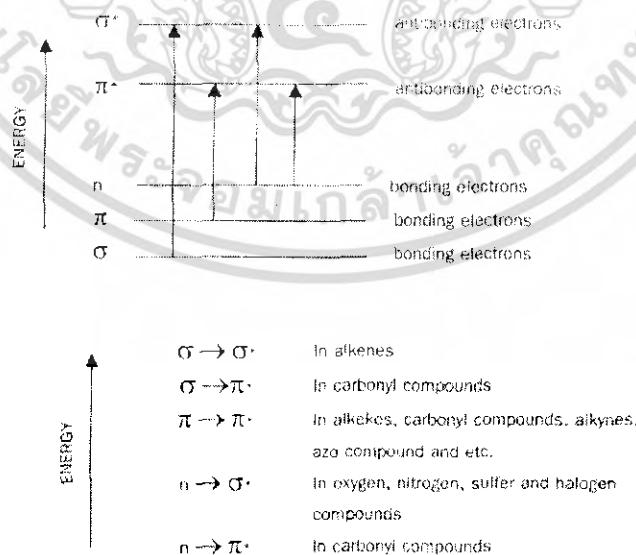 σ* antibonding electrons
π* antibonding electrons
ENERGY
n bonding electrons
π bonding electrons
σ bonding electrons
σ → σ* In alkenes
σ → π* In carbonyl compounds
π → π* In alkekes, carbonyl compounds, alkynes,
azo compound and etc.
ENERGY
n → σ* In oxygen, nitrogen, sulfer and halogen
compounds
n → π* In carbonyl compounds